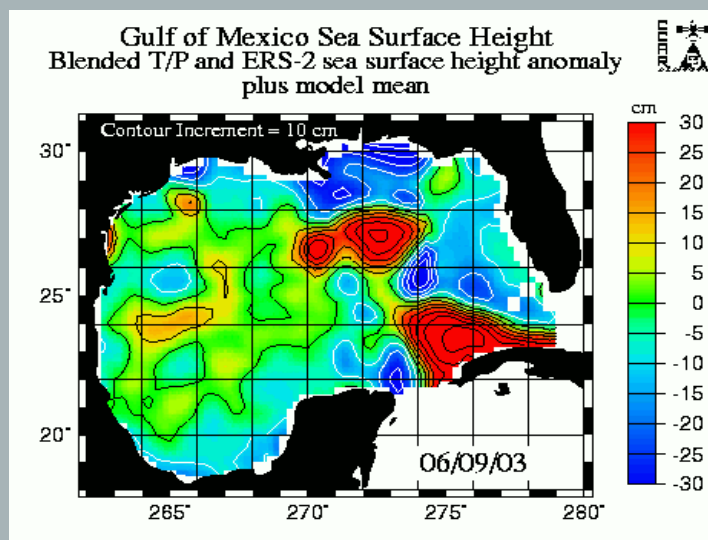 Gulf of Mexico Sea Surface Height
Blended T/P and ERS-2 sea surface height anomaly
plus model mean
Contour Increment = 10 cm
cm
30
25
20
15
10
5
0
-5
-10
-15
-20
-25
-30
30°
25°
20°
06/09/03
265° 270° 275° 280°